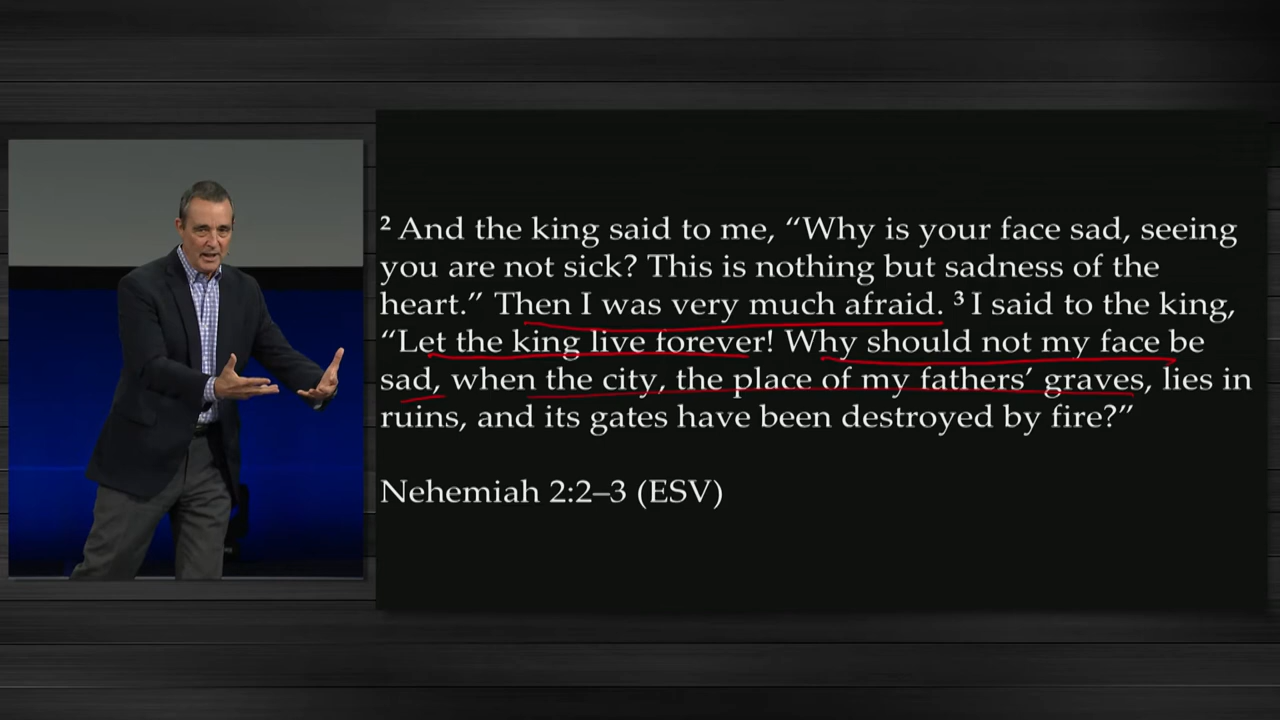 ² And the king said to me, “Why is your face sad, seeing
you are not sick? This is nothing but sadness of the
heart.” Then I was very much afraid. ³ I said to the king,
“Let the king live forever! Why should not my face be
sad, when the city, the place of my fathers’ graves, lies in
ruins, and its gates have been destroyed by fire?”
Nehemiah 2:2–3 (ESV)